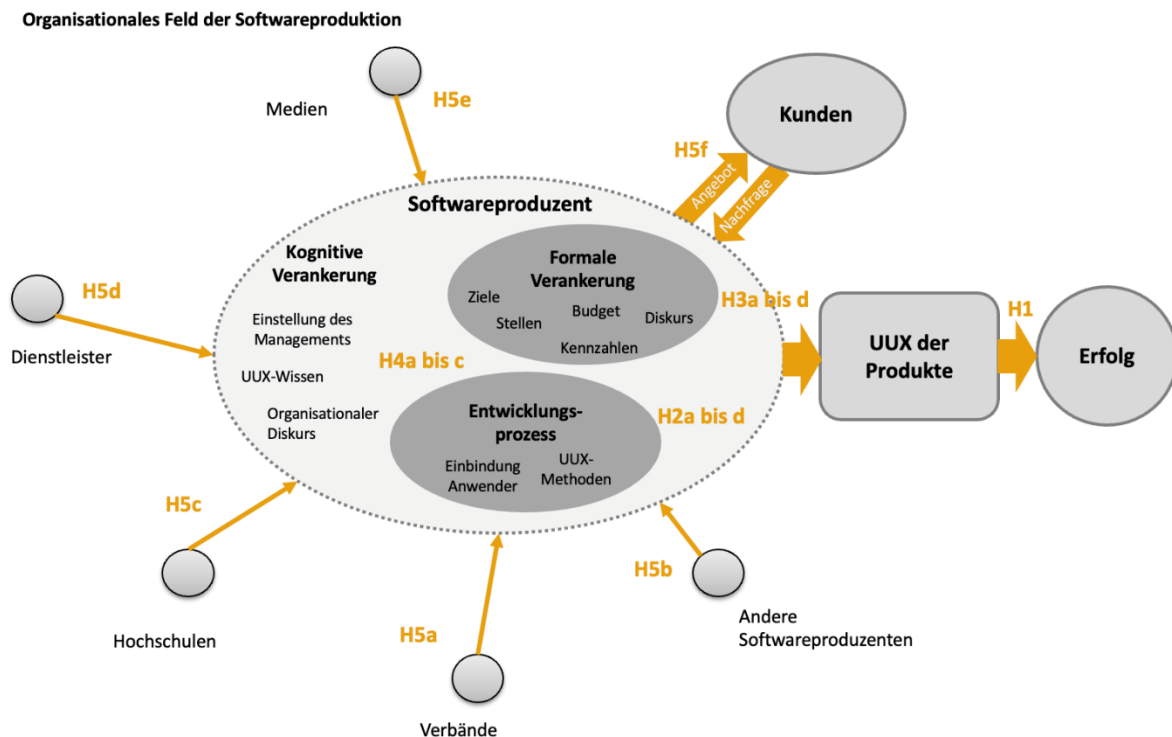 Organisationales Feld der Softwareproduktion
Medien
H5e
Kunden
H5f
Angebot
Nachfrage
Softwareproduzent
Kognitive
Verankerung
Einstellung des
Managements
UUX-Wissen
Organisationaler
Diskurs
Formale
Verankerung
Ziele
Stellen
Budget
Diskurs
Kennzahlen
H4a bis c
Entwicklungs-
prozess
Einbindung
Anwender
UUX-
Methoden
H3a bis d
H2a bis d
UUX der
Produkte
H1
Erfolg
H5d
Dienstleister
H5c
Hochschulen
H5a
Verbände
H5b
Andere
Softwareproduzenten